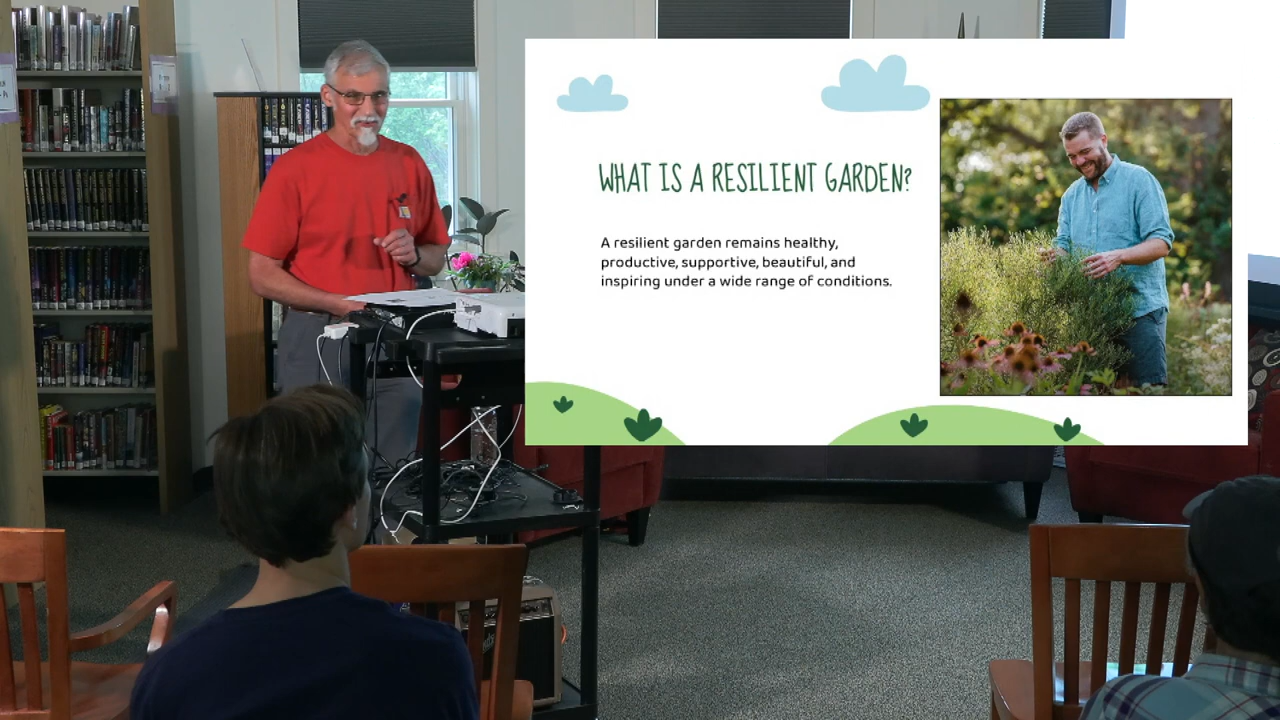 WHAT IS A RESILIENT GARDEN?
A resilient garden remains healthy,
productive, supportive, beautiful, and
inspiring under a wide range of conditions.